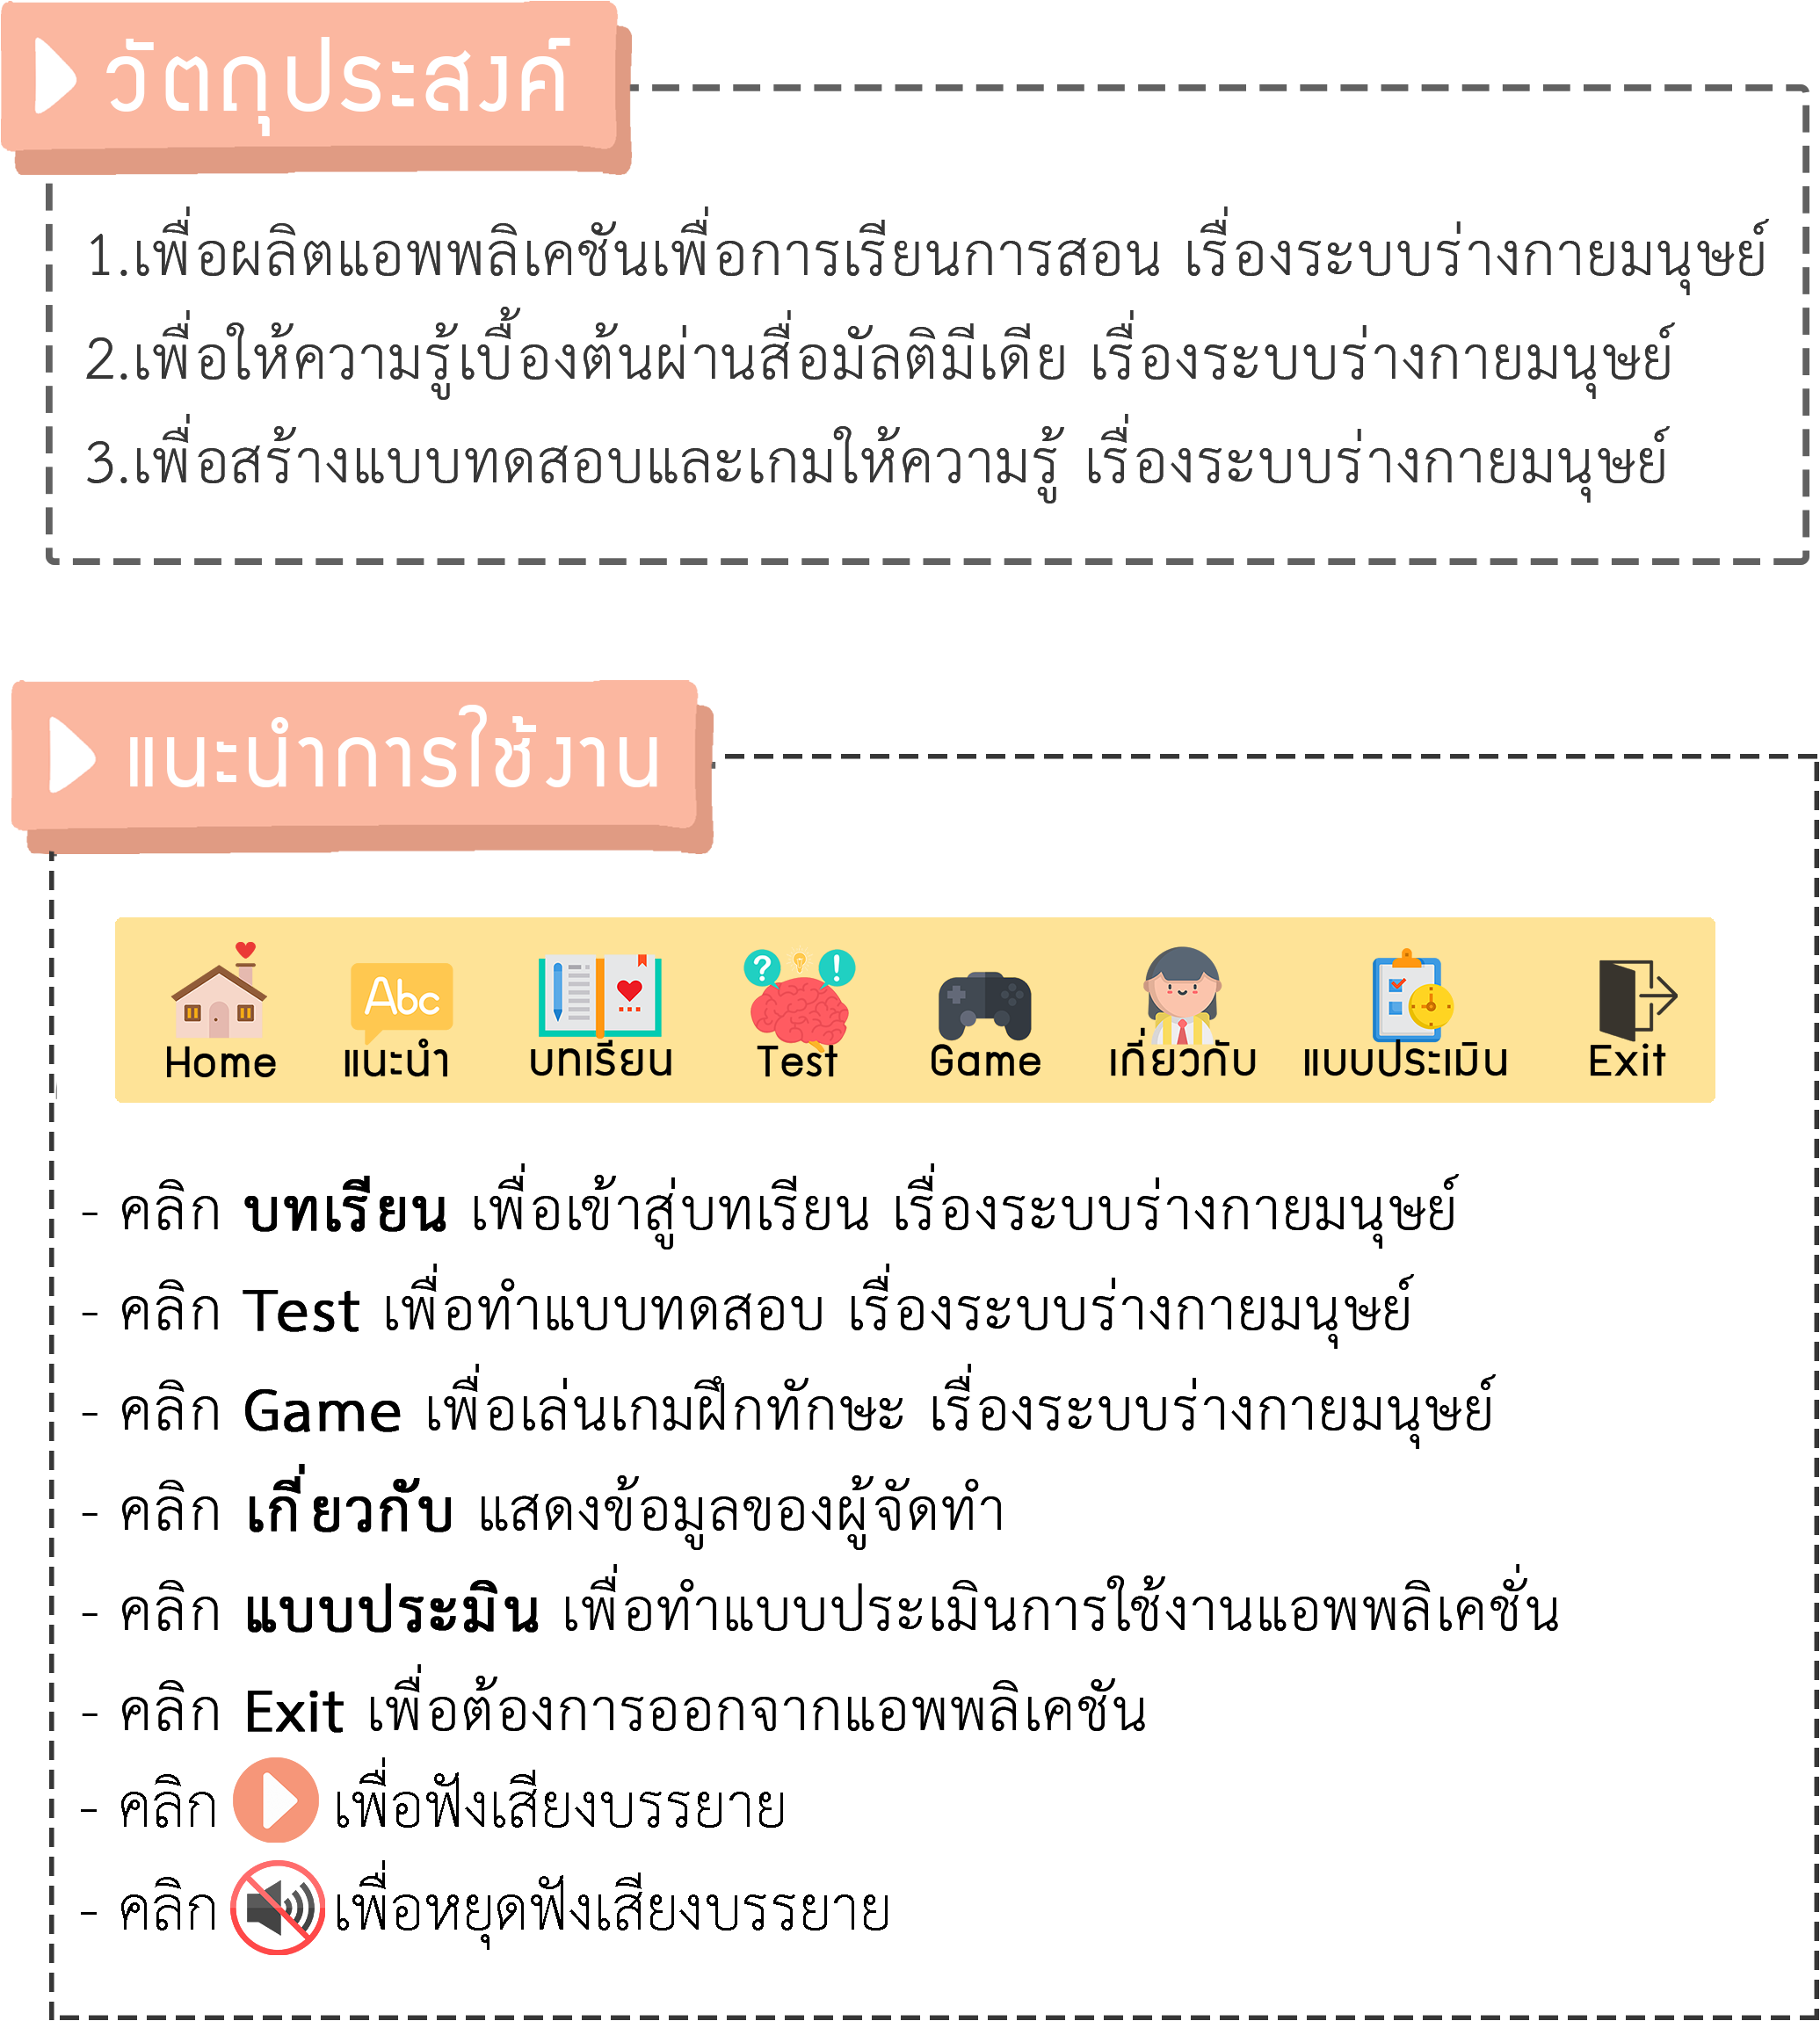 วัตถุประสงค์
1.เพื่อผลิตแอพพลิเคชันเพื่อการเรียนการสอน เรื่องระบบร่างกายมนุษย์
2.เพื่อให้ความรู้เบื้องต้นผ่านสื่อมัลติมีเดีย เรื่องระบบร่างกายมนุษย์
3.เพื่อสร้างแบบทดสอบและเกมให้ความรู้ เรื่องระบบร่างกายมนุษย์
แนะนำการใช้งาน
Abc ? !
Home แนะนำ บทเรียน Test Game เกี่ยวกับ แบบประเมิน Exit
- คลิก บทเรียน เพื่อเข้าสู่บทเรียน เรื่องระบบร่างกายมนุษย์
- คลิก Test เพื่อทำแบบทดสอบ เรื่องระบบร่างกายมนุษย์
- คลิก Game เพื่อเล่นเกมฝึกทักษะ เรื่องระบบร่างกายมนุษย์
- คลิก เกี่ยวกับ แสดงข้อมูลของผู้จัดทำ
- คลิก แบบประมิน เพื่อทำแบบประเมินการใช้งานแอพพลิเคชั่น
- คลิก Exit เพื่อต้องการออกจากแอพพลิเคชัน
- คลิก เพื่อฟังเสียงบรรยาย
- คลิก เพื่อหยุดฟังเสียงบรรยาย